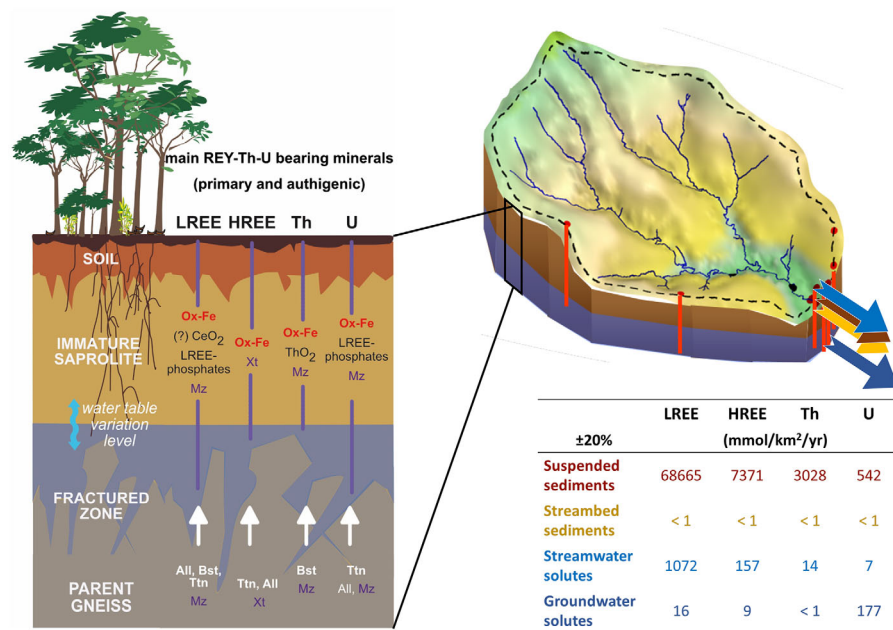 main REY-Th-U bearing minerals
(primary and authigenic)
LREE HREE Th U
SOIL
IMMATURE
SAPROLITE
Ox-Fe
(?) CeO2
LREE-
phosphates
Mz
Ox-Fe
Xt
Ox-Fe
ThO2
Mz
Ox-Fe
LREE-
phosphates
Mz
water table
variation
level
FRACTURED
ZONE
PARENT
GNEISS
All, Bst,
Ttn
Mz
Ttn, All
Xt
Bst
Mz
Ttn
All, Mz
LREE HREE Th U
±20% (mmol/km2/yr)
Suspended
sediments 68665 7371 3028 542
Streambed
sediments < 1 < 1 < 1 < 1
Streamwater
solutes 1072 157 14 7
Groundwater
solutes 16 9 < 1 177